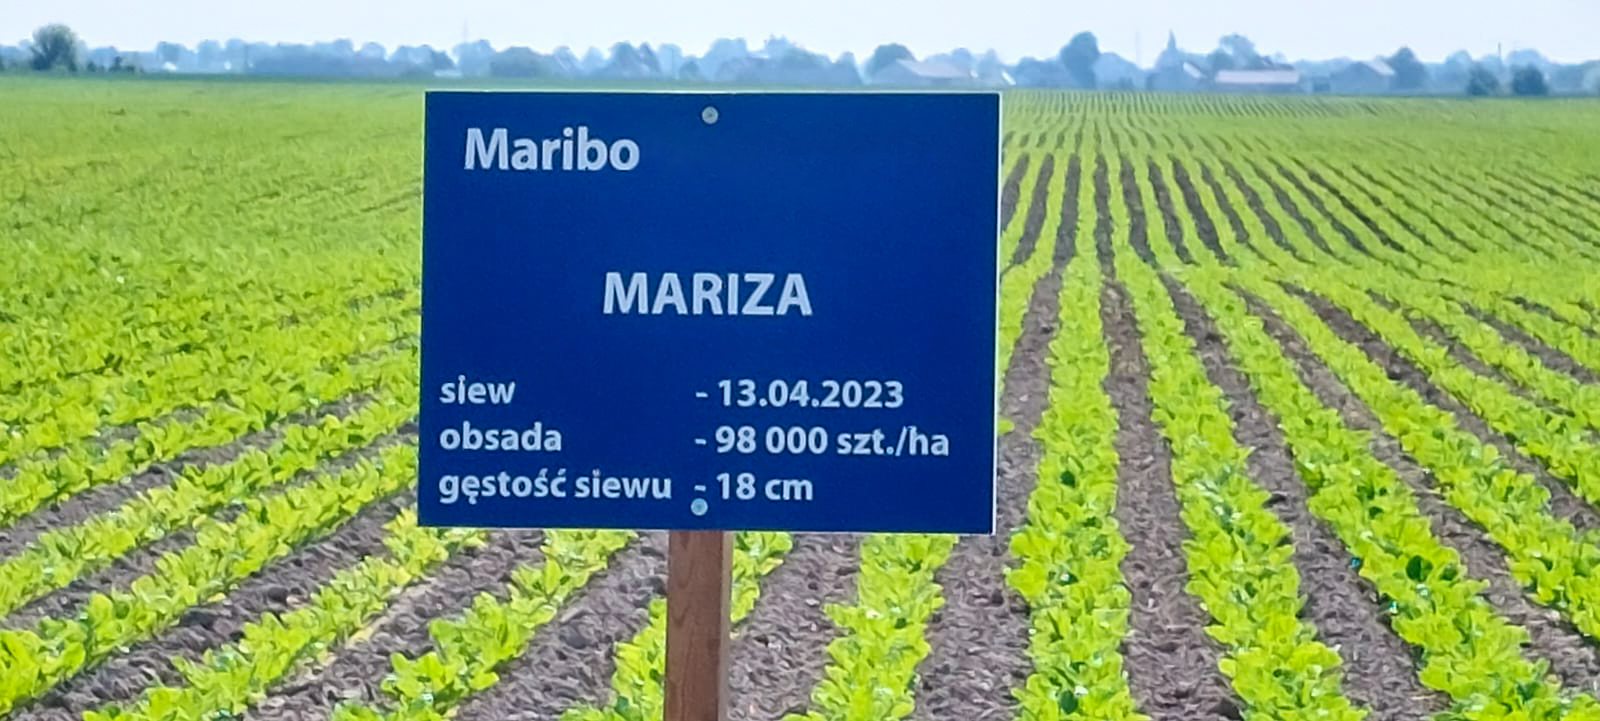 Maribo
MARIZA
siew - 13.04.2023
obsada - 98 000 szt./ha
gęstość siewu - 18 cm